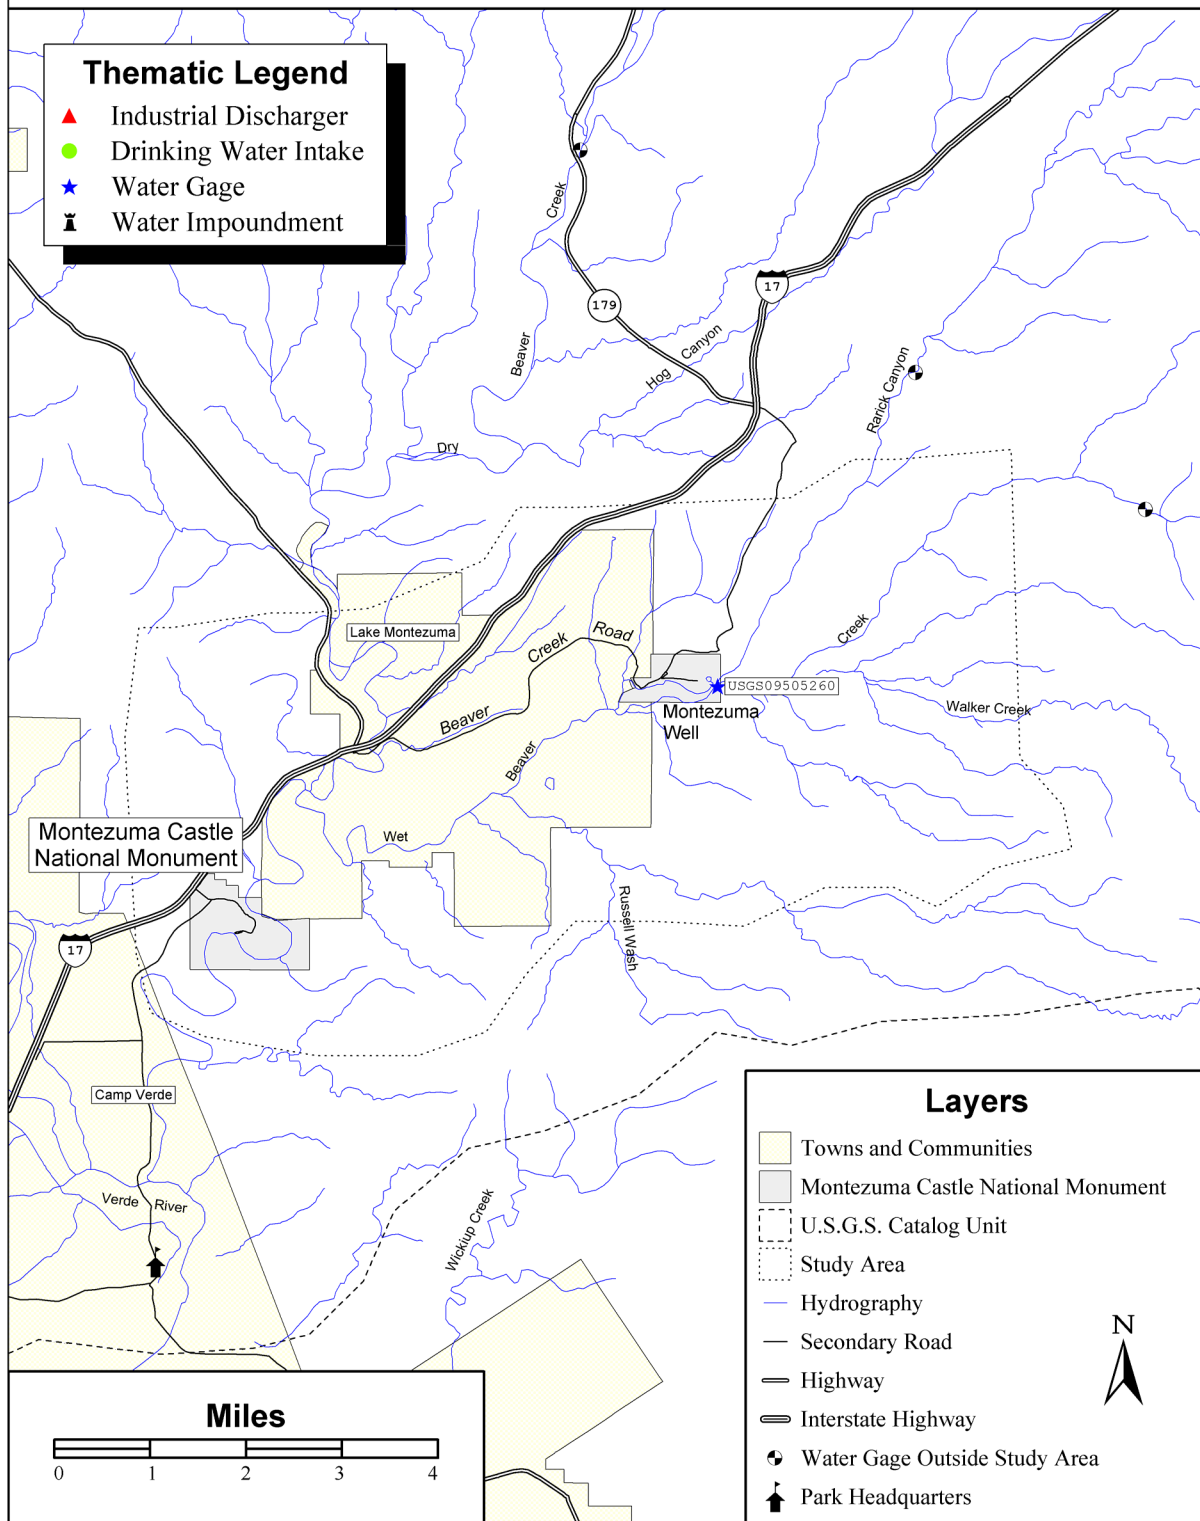 Thematic Legend
Industrial Discharger
Drinking Water Intake
Water Gage
Water Impoundment
Creek
17
179
Beaver
Hog Canyon
Rarick Canyon
Dry
Lake Montezuma
Creek Road
Beaver
Creek
USGS09505260
Walker Creek
Montezuma
Well
Beaver
Wet
Montezuma Castle
National Monument
Russell Wash
17
Camp Verde
Verde River
Wickiup Creek
Layers
Towns and Communities
Montezuma Castle National Monument
U.S.G.S. Catalog Unit
Study Area
Hydrography
Secondary Road
Highway
Interstate Highway
Water Gage Outside Study Area
Park Headquarters
N
Miles
0 1 2 3 4